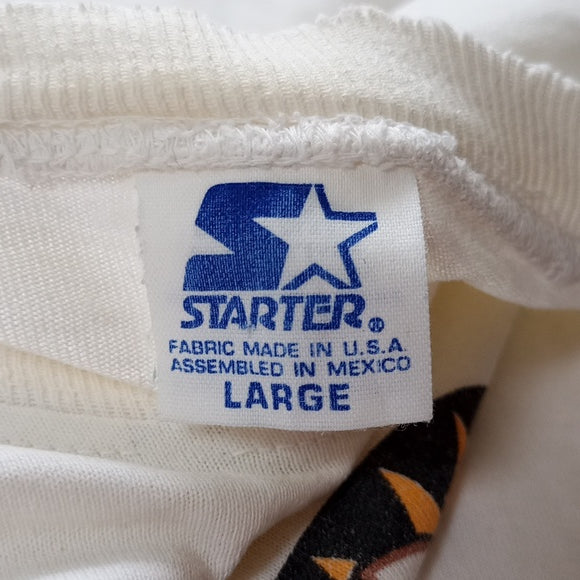 STARTER®
FABRIC MADE IN U.S.A.
ASSEMBLED IN MEXICO
LARGE